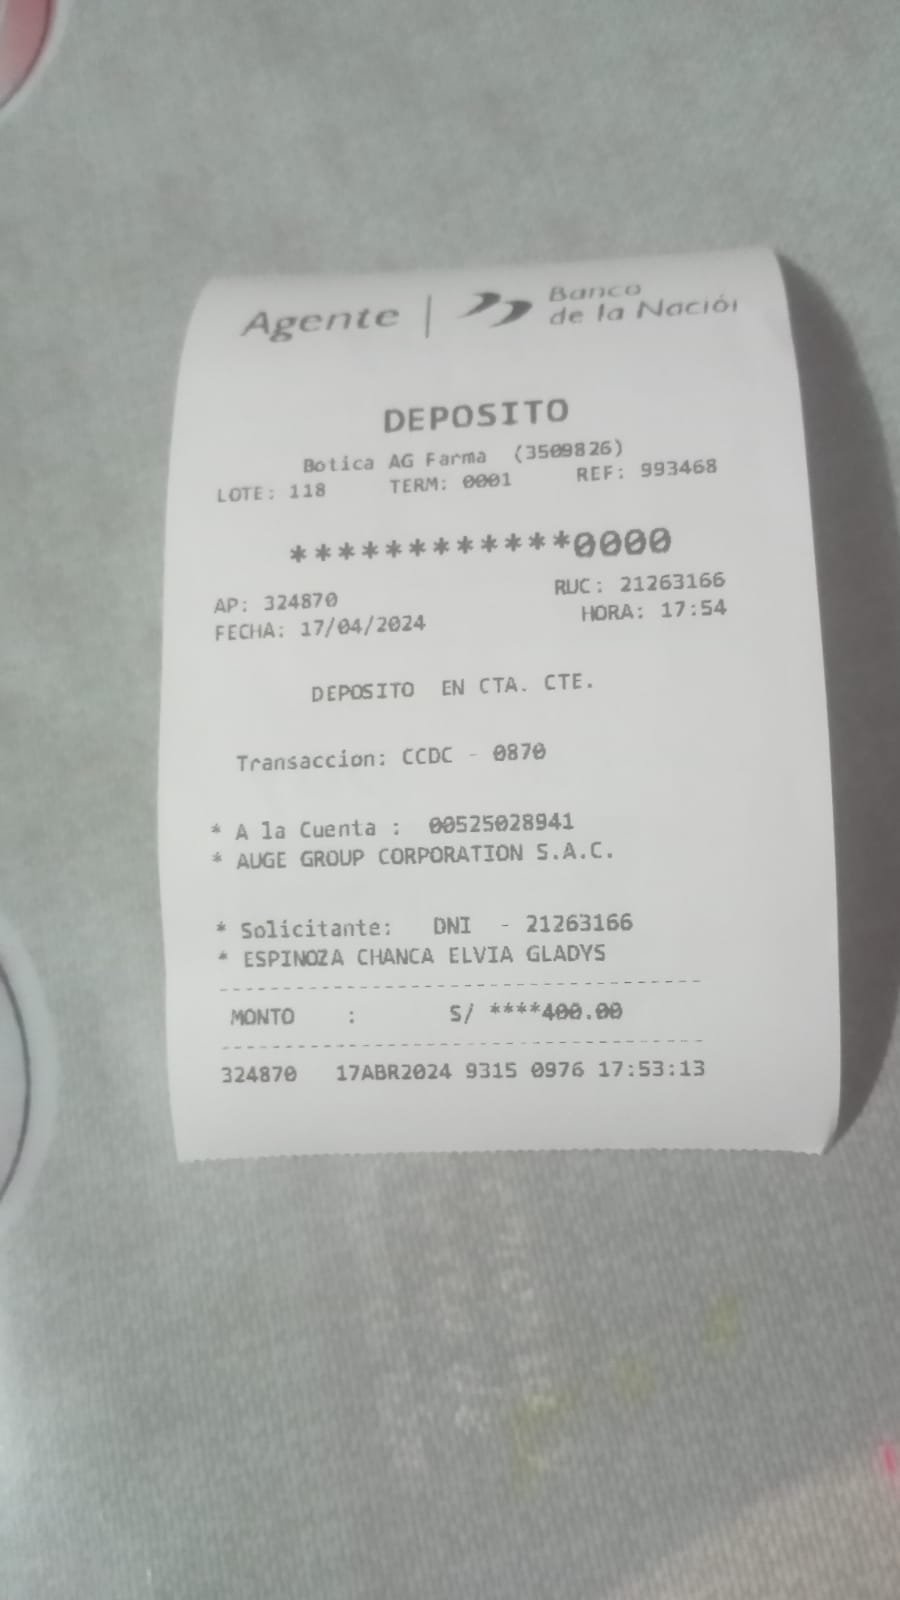 Agente | Banco
de la Nación
DEPOSITO
Botica AG Farma (3509826)
LOTE: 118 TERM: 0001 REF: 993468
************0000
AP: 324870 RUC: 21263166
FECHA: 17/04/2024 HORA: 17:54
DEPOSITO EN CTA. CTE.
Transaccion: CCDC - 0870
* A la Cuenta : 00525028941
* AUGE GROUP CORPORATION S.A.C.
* Solicitante: DNI - 21263166
* ESPINOZA CHANCA ELVIA GLADYS
MONTO : S/ ****400.00
324870 17ABR2024 9315 0976 17:53:13